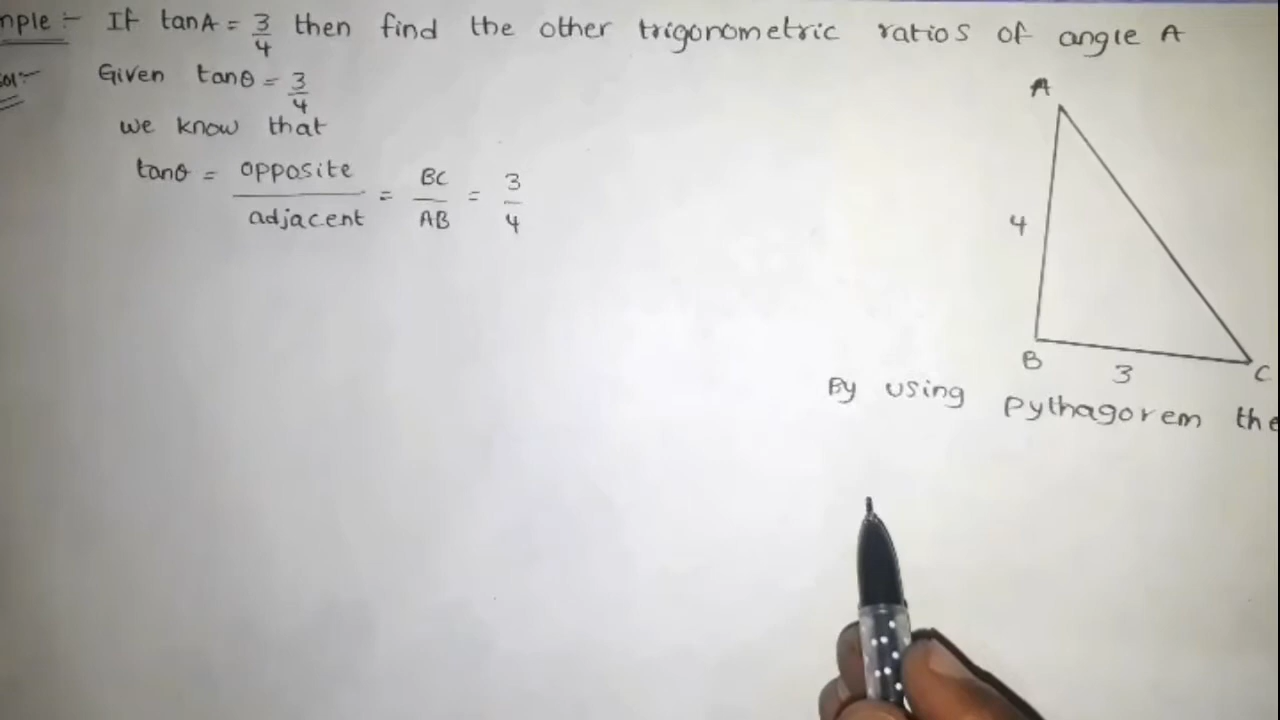 If tanA = 3/4 then find the other trigonometric ratios of angle A
Given tanθ = 3/4
we know that
tanθ = opposite/adjacent = BC/AB = 3/4
A
4
B
3
C
By using pythagorem the